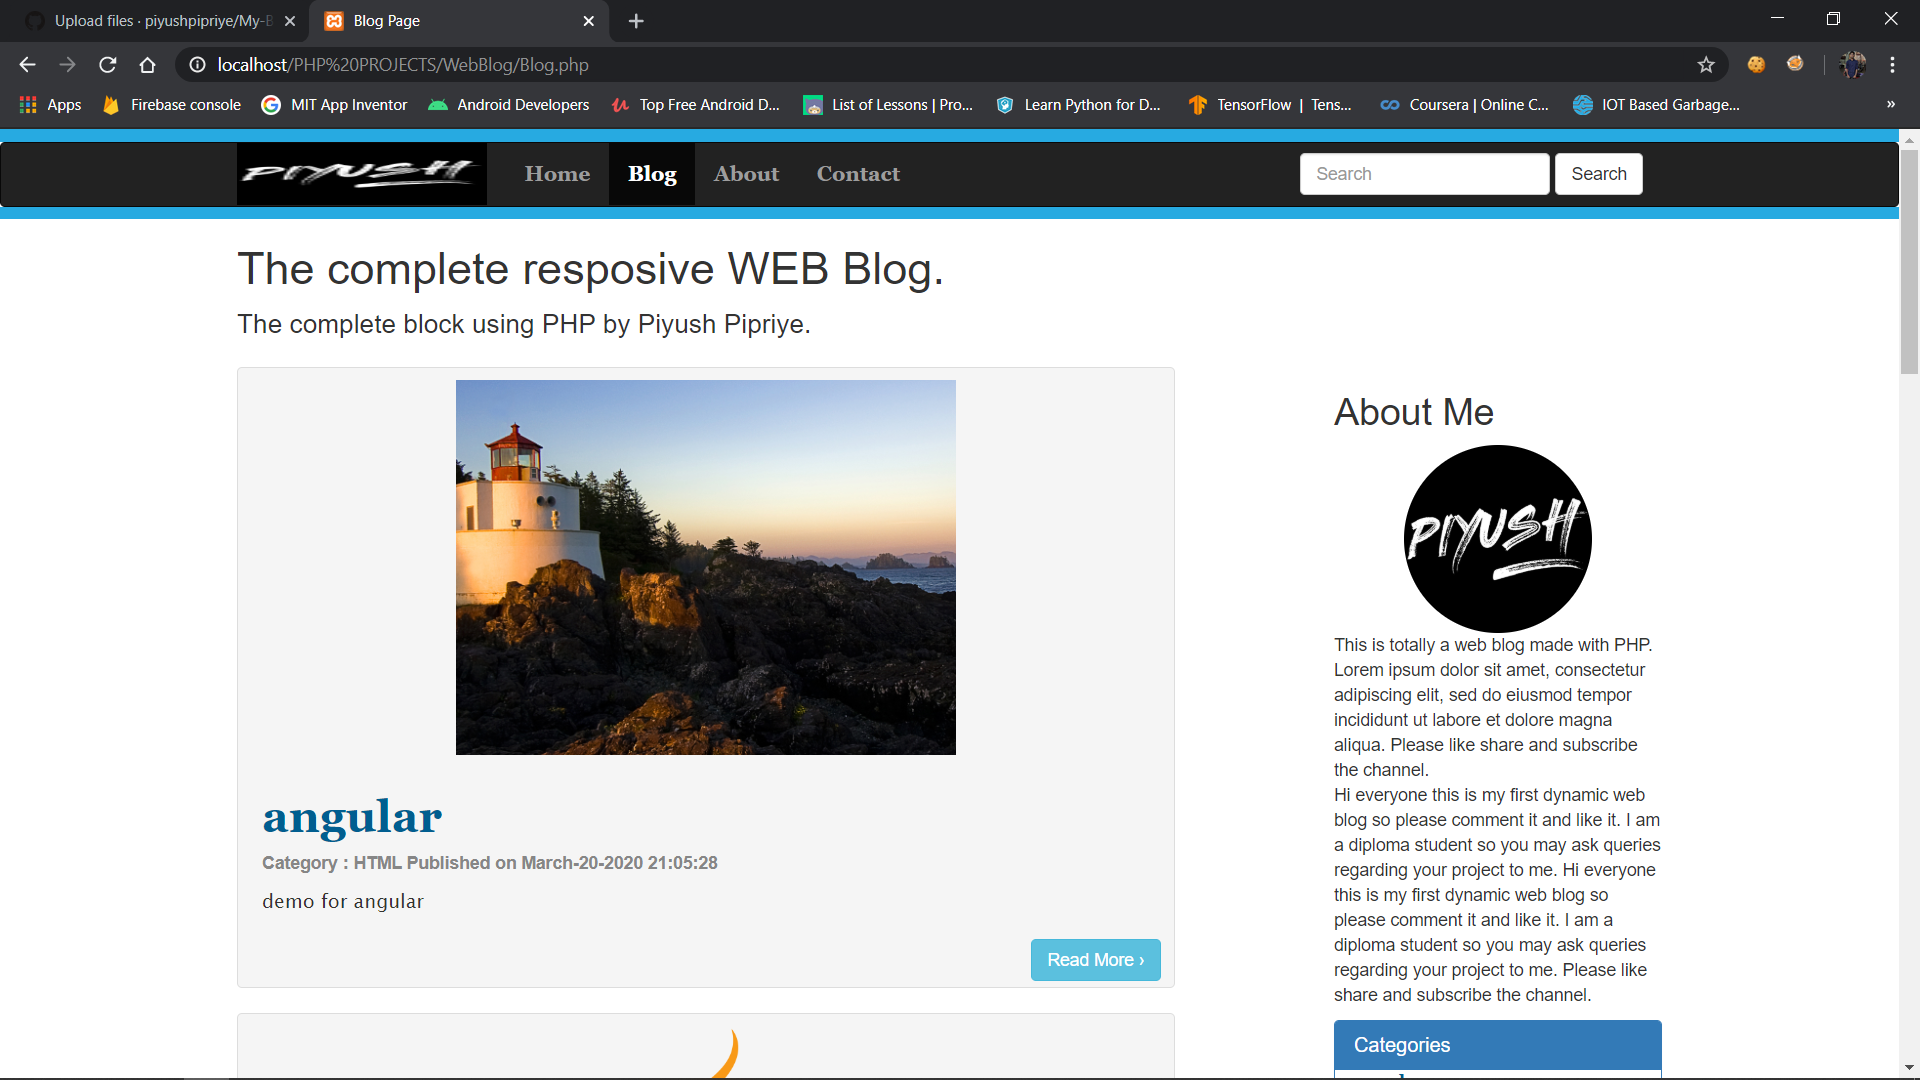 Upload files · piyushpipriye/My-B
Blog Page
localhost/PHP%20PROJECTS/WebBlog/Blog.php
Apps
Firebase console
MIT App Inventor
Android Developers
Top Free Android D...
List of Lessons | Pro...
Learn Python for D...
TensorFlow | Tens...
Coursera | Online C...
IOT Based Garbage...
»
PIYUSH
Home
Blog
About
Contact
Search
Search
The complete resposive WEB Blog.
The complete block using PHP by Piyush Pipriye.
angular
Category : HTML Published on March-20-2020 21:05:28
demo for angular
Read More ›
About Me
PIYUSH
This is totally a web blog made with PHP.
Lorem ipsum dolor sit amet, consectetur
adipiscing elit, sed do eiusmod tempor
incididunt ut labore et dolore magna
aliqua. Please like share and subscribe
the channel.
Hi everyone this is my first dynamic web
blog so please comment it and like it. I am
a diploma student so you may ask queries
regarding your project to me. Hi everyone
this is my first dynamic web blog so
please comment it and like it. I am a
diploma student so you may ask queries
regarding your project to me. Please like
share and subscribe the channel.
Categories